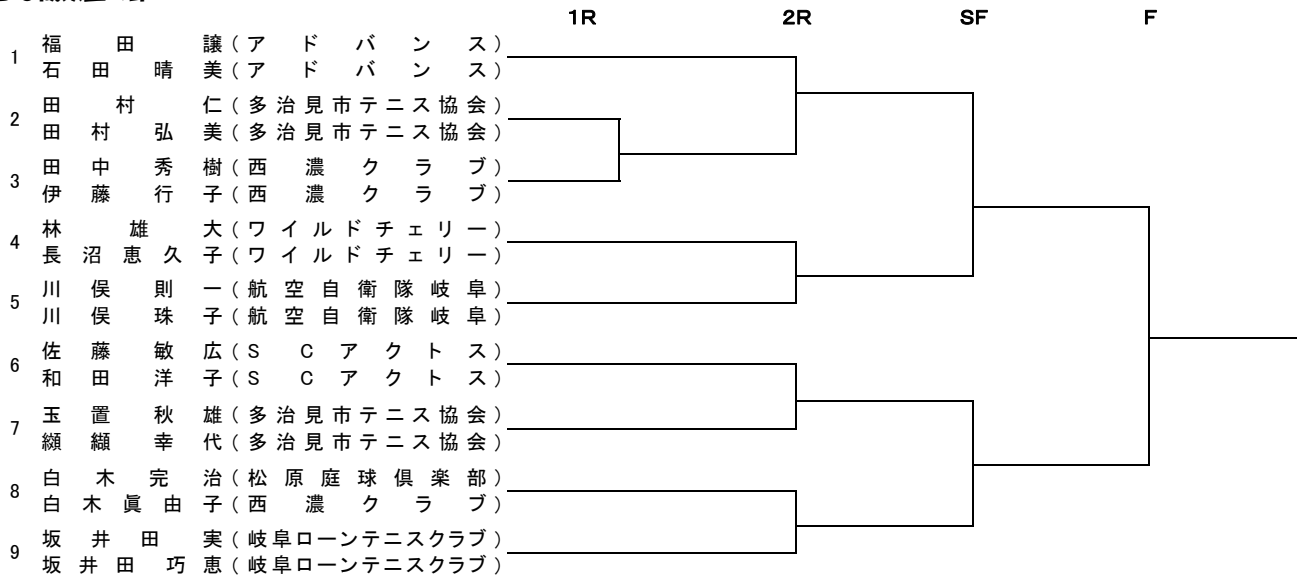 1R 2R SF F
1
福田 譲(アドバンス)
石田晴美(アドバンス)
2
田村 仁(多治見市テニス協会)
田村弘美(多治見市テニス協会)
3
田中秀樹(西濃クラブ)
伊藤行子(西濃クラブ)
4
林 雄大(ワイルドチェリー)
長沼恵久子(ワイルドチェリー)
5
川俣則一(航空自衛隊岐阜)
川俣珠子(航空自衛隊岐阜)
6
佐藤敏広(SCアクトス)
和田洋子(SCアクトス)
7
玉置秋雄(多治見市テニス協会)
纐纈幸代(多治見市テニス協会)
8
白木完治(松原庭球倶楽部)
白木眞由子(西濃クラブ)
9
坂井田 実(岐阜ローンテニスクラブ)
坂井田巧恵(岐阜ローンテニスクラブ)